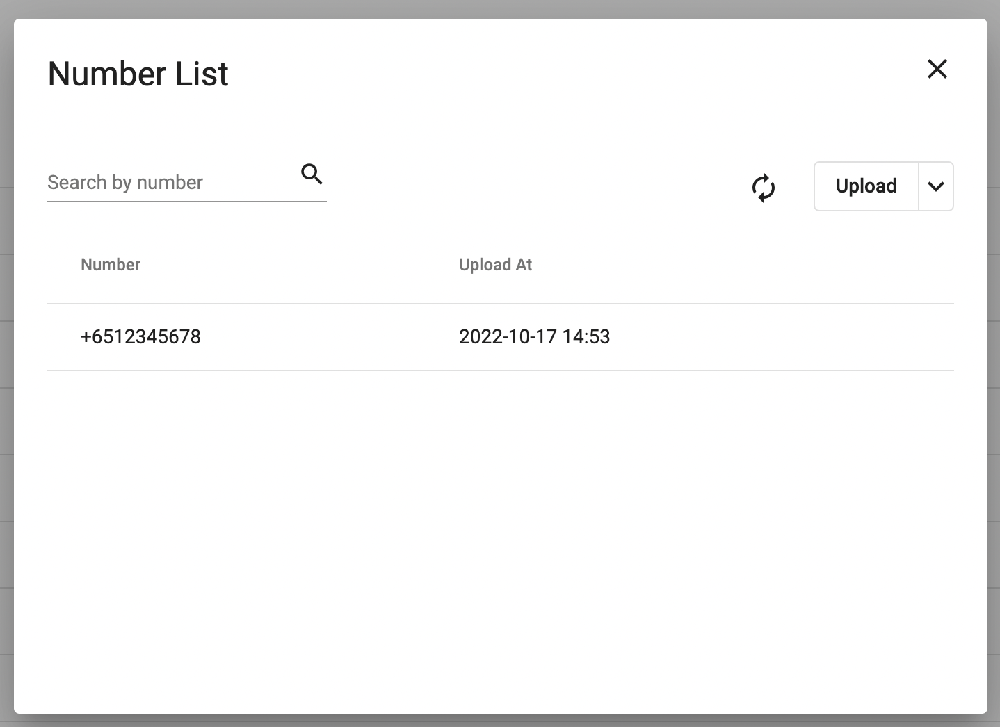 Number List
Search by number
Upload
Number Upload At
+6512345678 2022-10-17 14:53